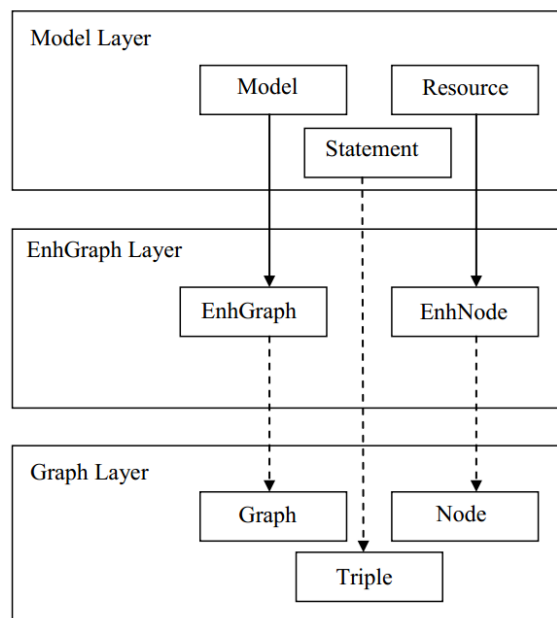 Model Layer
Model
Resource
Statement
EnhGraph Layer
EnhGraph
EnhNode
Graph Layer
Graph
Node
Triple